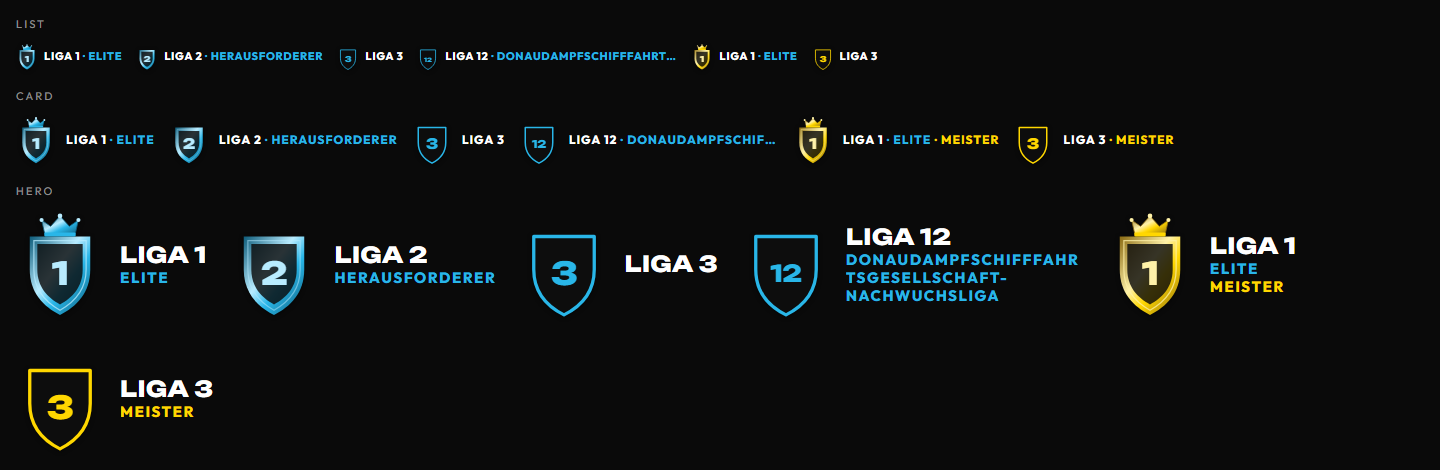 LIST
1 LIGA 1 · ELITE 2 LIGA 2 · HERAUSFORDERER 3 LIGA 3 12 LIGA 12 · DONAUDAMPFSCHIFFFAHRT... 1 LIGA 1 · ELITE 3 LIGA 3
CARD
1 LIGA 1 · ELITE 2 LIGA 2 · HERAUSFORDERER 3 LIGA 3 12 LIGA 12 · DONAUDAMPFSCHIF... 1 LIGA 1 · ELITE · MEISTER 3 LIGA 3 · MEISTER
HERO
1
LIGA 1
ELITE
2
LIGA 2
HERAUSFORDERER
3
LIGA 3
12
LIGA 12
DONAUDAMPFSCHIFFFAHR
TSGESELLSCHAFT-
NACHWUCHSLIGA
1
LIGA 1
ELITE
MEISTER
3
LIGA 3
MEISTER